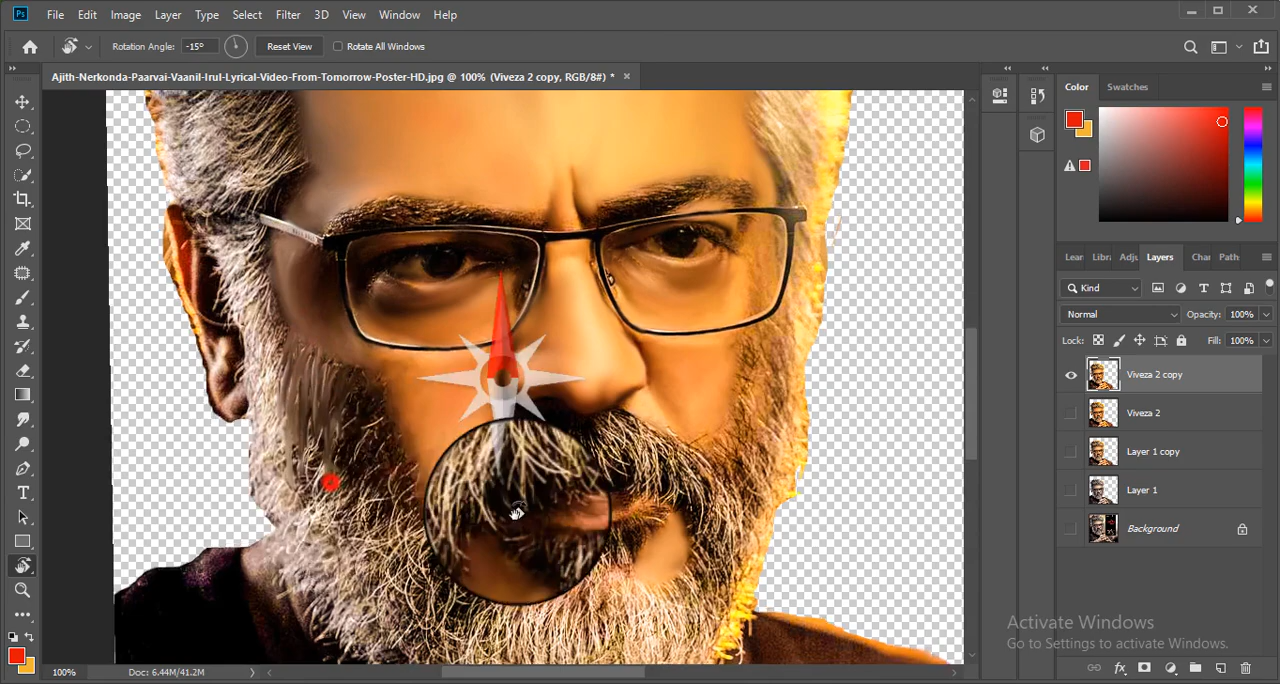 Ps File Edit Image Layer Type Select Filter 3D View Window Help
Rotation Angle: -15° Reset View Rotate All Windows
Ajith-Nerkonda-Paarvai-Vaanil-Irul-Lyrical-Video-From-Tomorrow-Poster-HD.jpg @ 100% (Viveza 2 copy, RGB/8#) *
Color Swatches
Lear Libra Adju Layers Char Path
Kind
Normal Opacity: 100%
Lock: Fill: 100%
Viveza 2 copy
Viveza 2
Layer 1 copy
Layer 1
Background
Activate Windows
Go to Settings to activate Windows.
100% Doc: 6.44M/41.2M